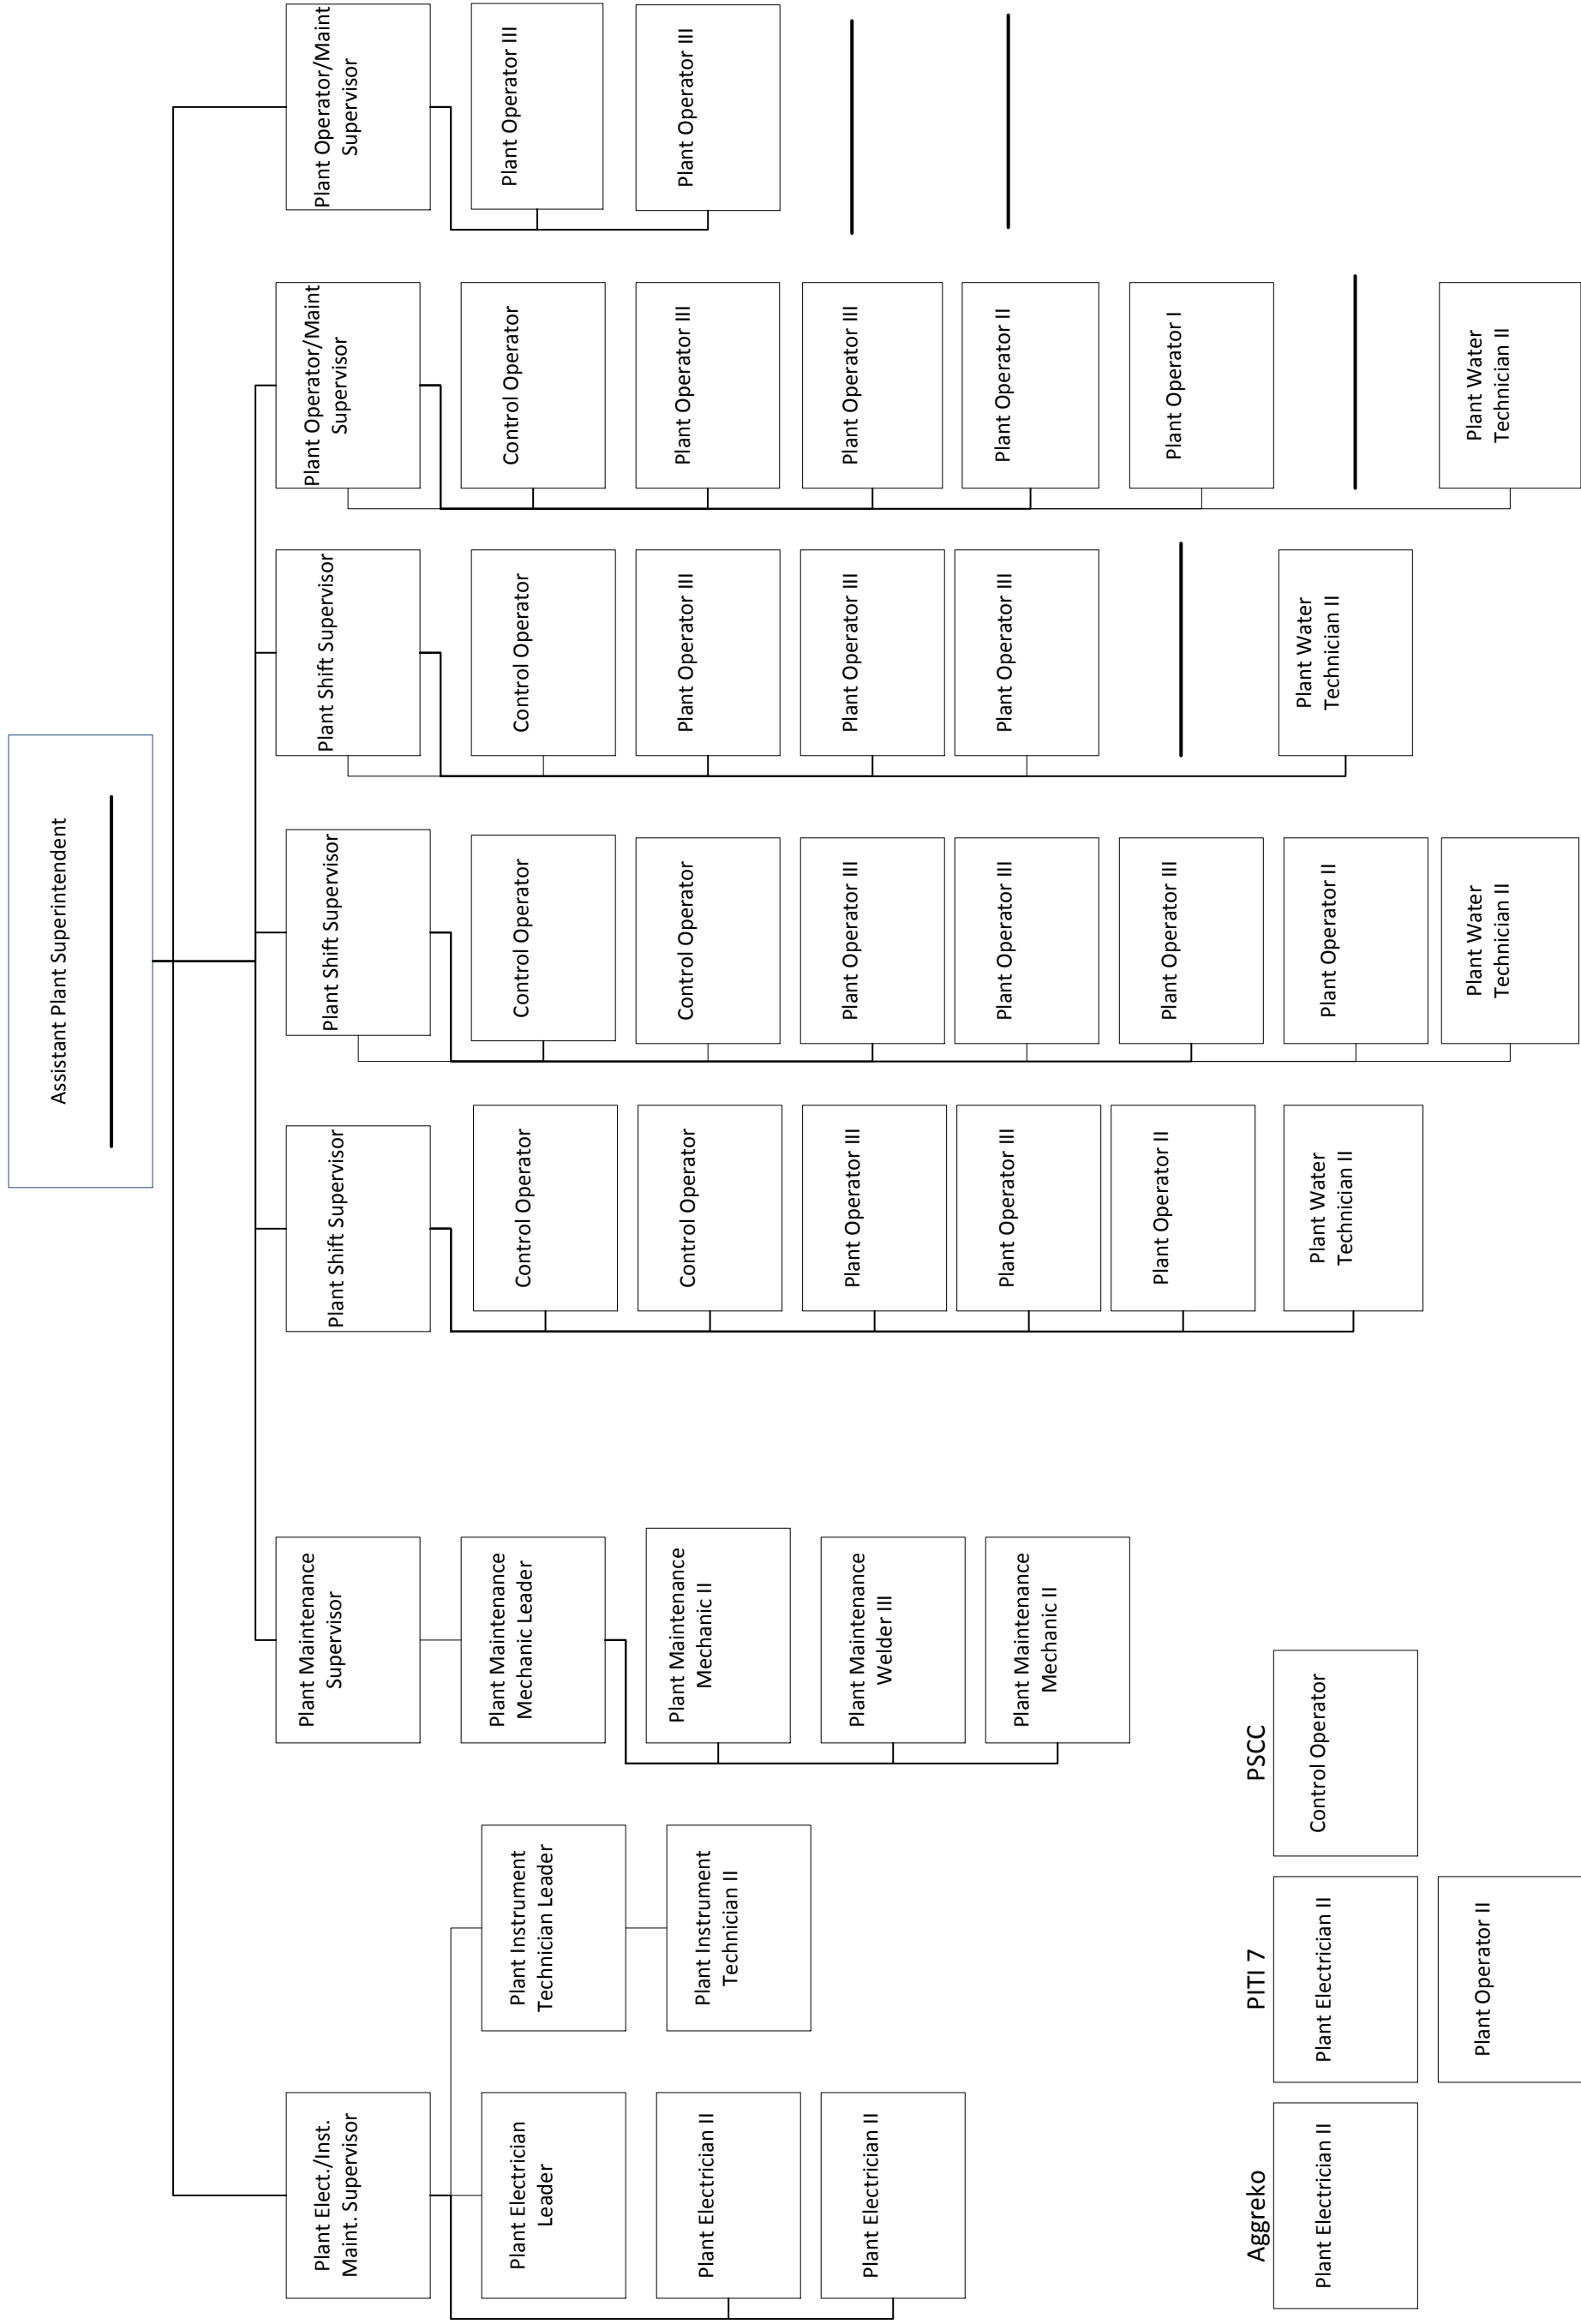 Assistant Plant Superintendent
Plant Elect./Inst.
Maint. Supervisor
Plant Electrician
Leader
Plant Electrician II
Plant Electrician II
Plant Instrument
Technician Leader
Plant Instrument
Technician II
Plant Maintenance
Supervisor
Plant Maintenance
Mechanic Leader
Plant Maintenance
Mechanic II
Plant Maintenance
Welder III
Plant Maintenance
Mechanic II
Plant Shift Supervisor
Control Operator
Control Operator
Plant Operator III
Plant Operator III
Plant Operator II
Plant Water
Technician II
Plant Shift Supervisor
Control Operator
Control Operator
Plant Operator III
Plant Operator III
Plant Operator III
Plant Operator II
Plant Water
Technician II
Plant Shift Supervisor
Control Operator
Plant Operator III
Plant Operator III
Plant Operator III
Plant Water
Technician II
Plant Operator/Maint
Supervisor
Control Operator
Plant Operator III
Plant Operator III
Plant Operator II
Plant Operator I
Plant Water
Technician II
Plant Operator/Maint
Supervisor
Plant Operator III
Plant Operator III
Aggreko
Plant Electrician II
PITI 7
Plant Electrician II
Plant Operator II
PSCC
Control Operator